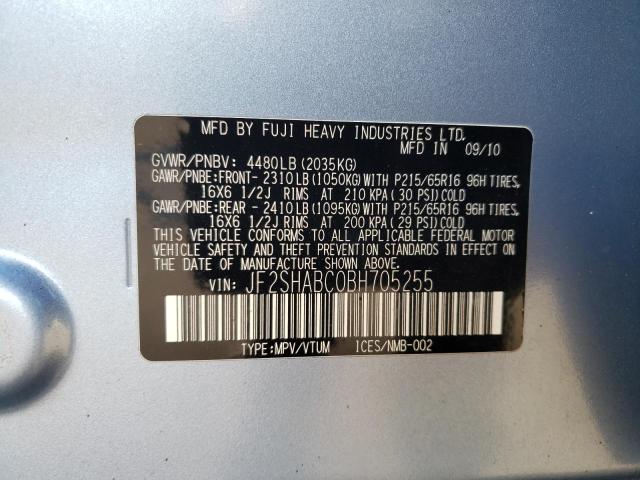 MFD BY FUJI HEAVY INDUSTRIES LTD.
MFD IN 09/10
GVWR/PNBV: 4480LB(2035KG)
GAWR/PNBE:FRONT- 2310LB(1050KG)WITH P215/65R16 96H TIRES,
16X6 1/2J RIMS AT 210 KPA(30 PSI)COLD
GAWR/PNBE:REAR - 2410LB(1095KG)WITH P215/65R16 96H TIRES,
16X6 1/2J RIMS AT 200 KPA(29 PSI)COLD
THIS VEHICLE CONFORMS TO ALL APPLICABLE FEDERAL MOTOR
VEHICLE SAFETY AND THEFT PREVENTION STANDARDS IN EFFECT
ON THE DATE OF MANUFACTURE SHOWN ABOVE.
VIN: JF2SHABC0BH705255
TYPE:MPV/VTUM ICES/NMB-002